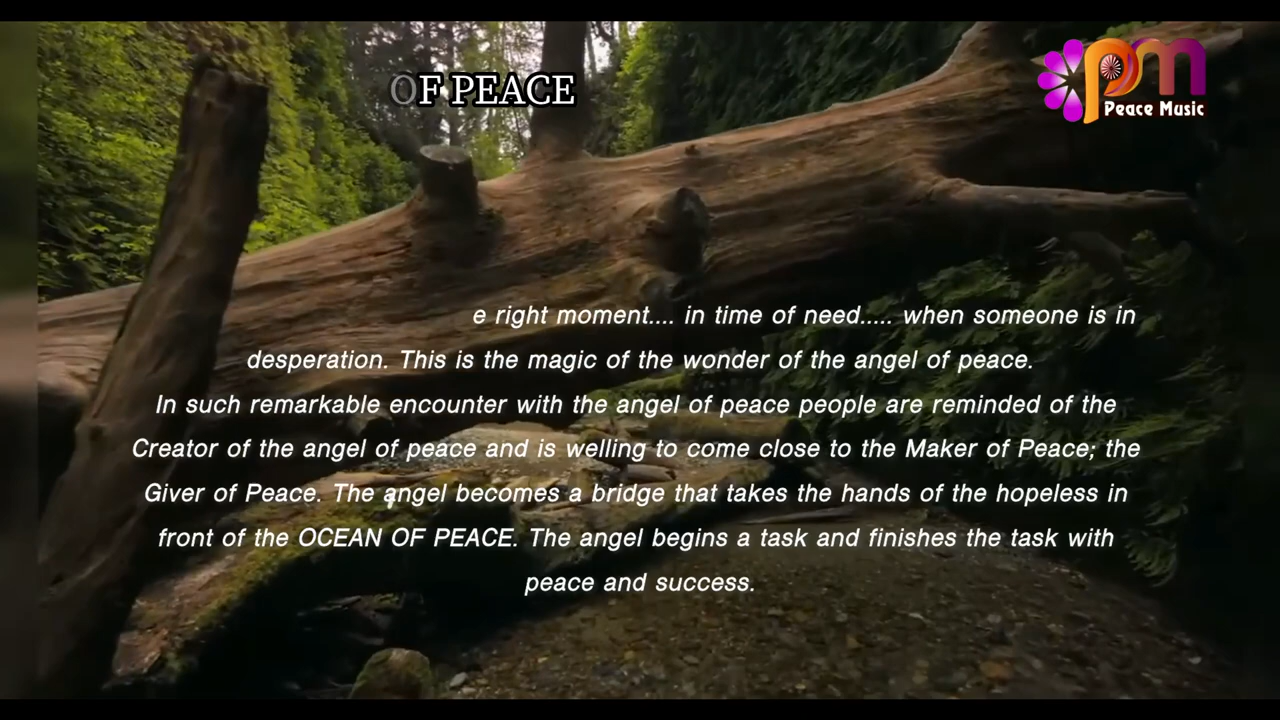 OF PEACE
pm
Peace Music
e right moment.... in time of need..... when someone is in
desperation. This is the magic of the wonder of the angel of peace.
In such remarkable encounter with the angel of peace people are reminded of the
Creator of the angel of peace and is welling to come close to the Maker of Peace; the
Giver of Peace. The angel becomes a bridge that takes the hands of the hopeless in
front of the OCEAN OF PEACE. The angel begins a task and finishes the task with
peace and success.